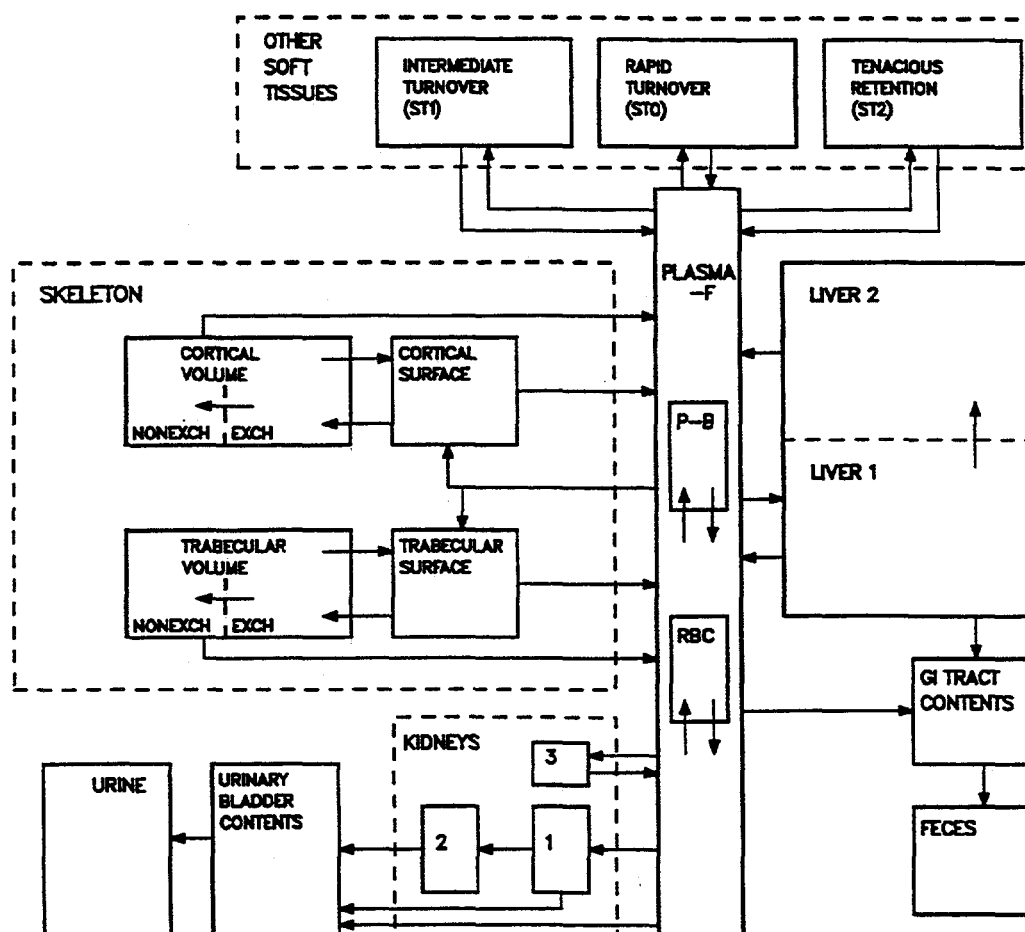 OTHER
SOFT
TISSUES
INTERMEDIATE
TURNOVER
(ST1)
RAPID
TURNOVER
(ST0)
TENACIOUS
RETENTION
(ST2)
PLASMA
-F
SKELETON
CORTICAL
VOLUME
NONEXCH
EXCH
CORTICAL
SURFACE
TRABECULAR
VOLUME
NONEXCH
EXCH
TRABECULAR
SURFACE
P-B
RBC
LIVER 2
LIVER 1
GI TRACT
CONTENTS
FECES
KIDNEYS
3
2
1
URINE
URINARY
BLADDER
CONTENTS